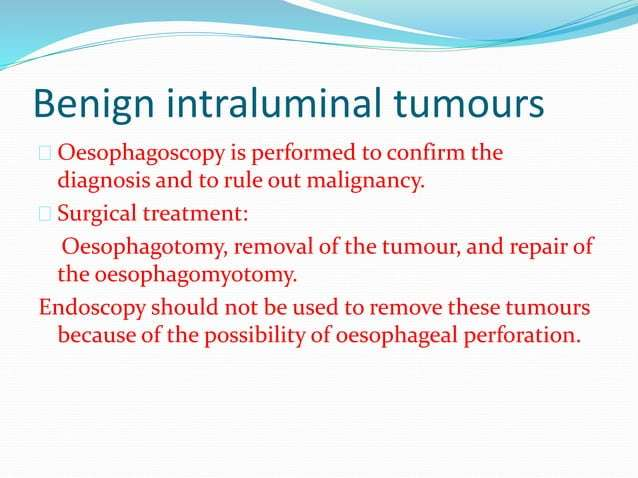 Benign intraluminal tumours
Oesophagoscopy is performed to confirm the
diagnosis and to rule out malignancy.
Surgical treatment:
Oesophagotomy, removal of the tumour, and repair of
the oesophagomyotomy.
Endoscopy should not be used to remove these tumours
because of the possibility of oesophageal perforation.